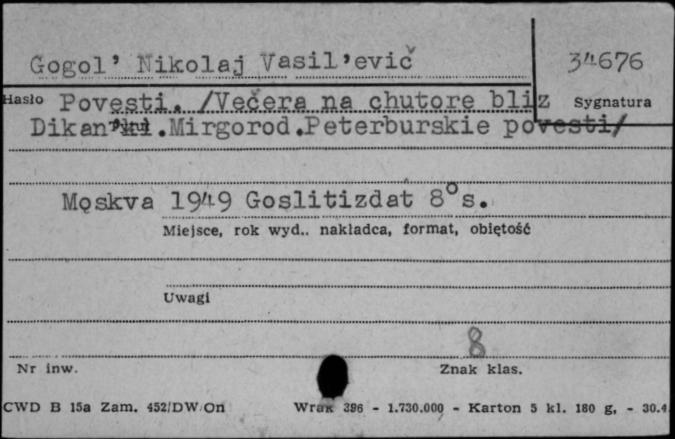 Gogol' Nikolaj Vasil'evič
34676
Hasło Povesti. /Večera na chutore bliz
Sygnatura
Dikan'ki.Mirgorod.Peterburskie povesti/
Moskva 1949 Goslitizdat 8° s.
Miejsce, rok wyd.. nakładca, format, objętość
Uwagi
8
Nr inw.
Znak klas.
CWD B 15a Zam. 452/DW/On
Wrak 396 - 1.730.000 - Karton 5 kl. 180 g. - 30.4